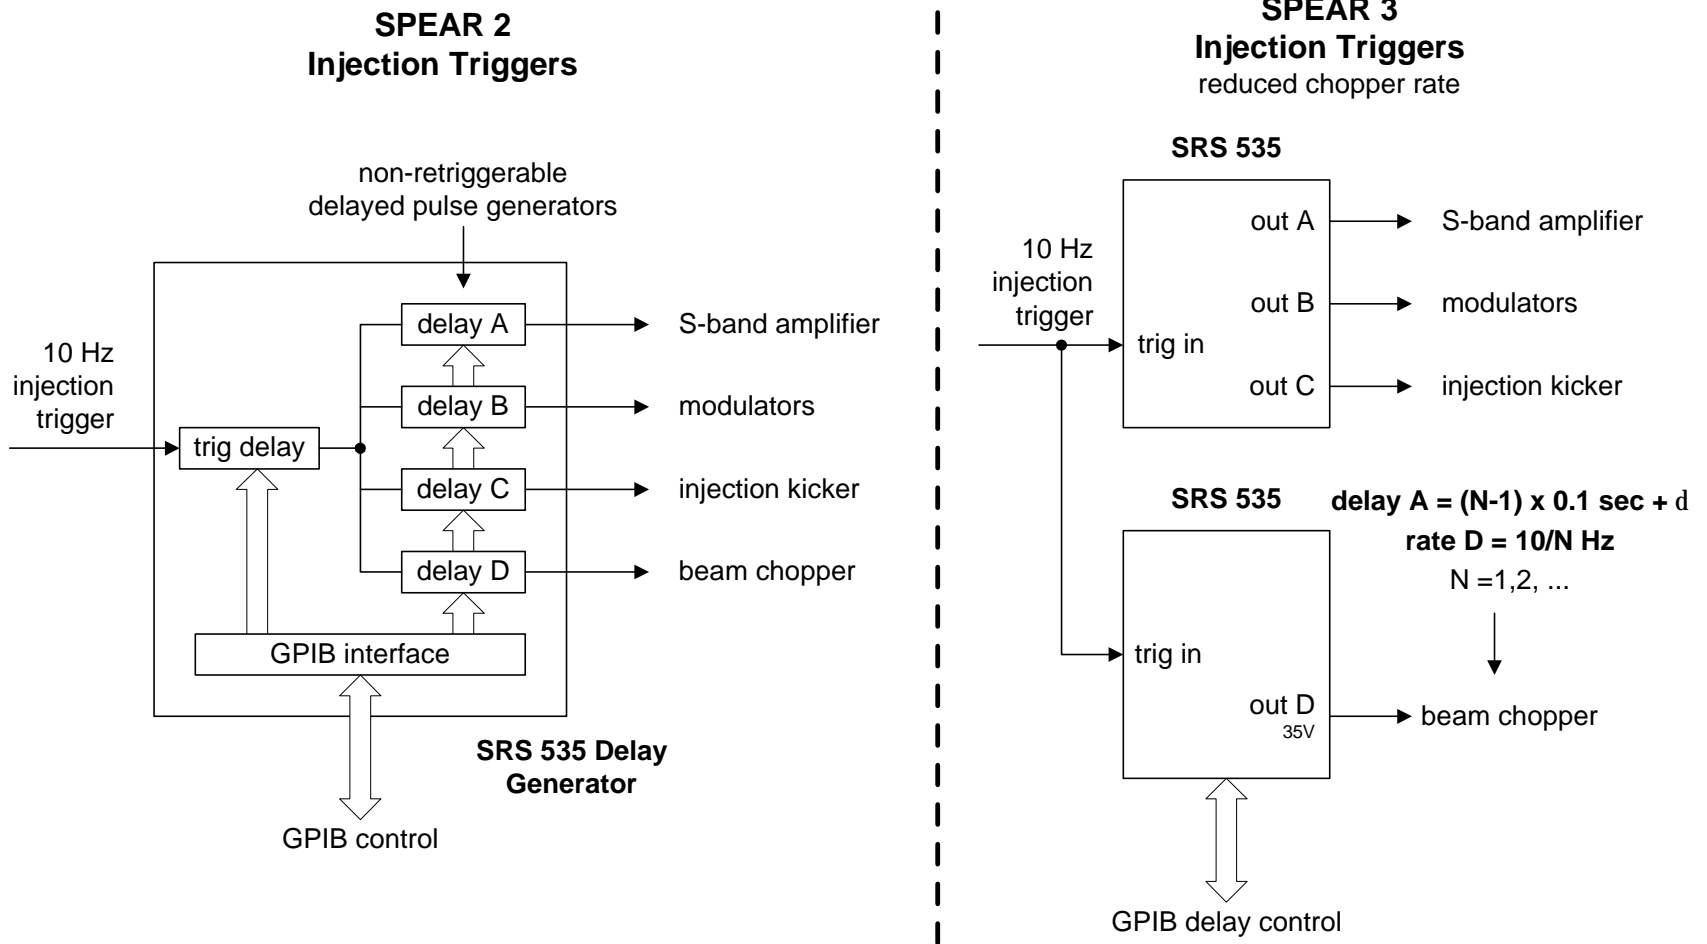 SPEAR 2
Injection Triggers
non-retriggerable
delayed pulse generators
10 Hz
injection
trigger
trig delay
delay A
delay B
delay C
delay D
S-band amplifier
modulators
injection kicker
beam chopper
GPIB interface
SRS 535 Delay
Generator
GPIB control
SPEAR 3
Injection Triggers
reduced chopper rate
SRS 535
10 Hz
injection
trigger
trig in
out A
out B
out C
S-band amplifier
modulators
injection kicker
SRS 535
delay A = (N-1) x 0.1 sec + d
rate D = 10/N Hz
N =1,2, ...
trig in
out D
35V
beam chopper
GPIB delay control